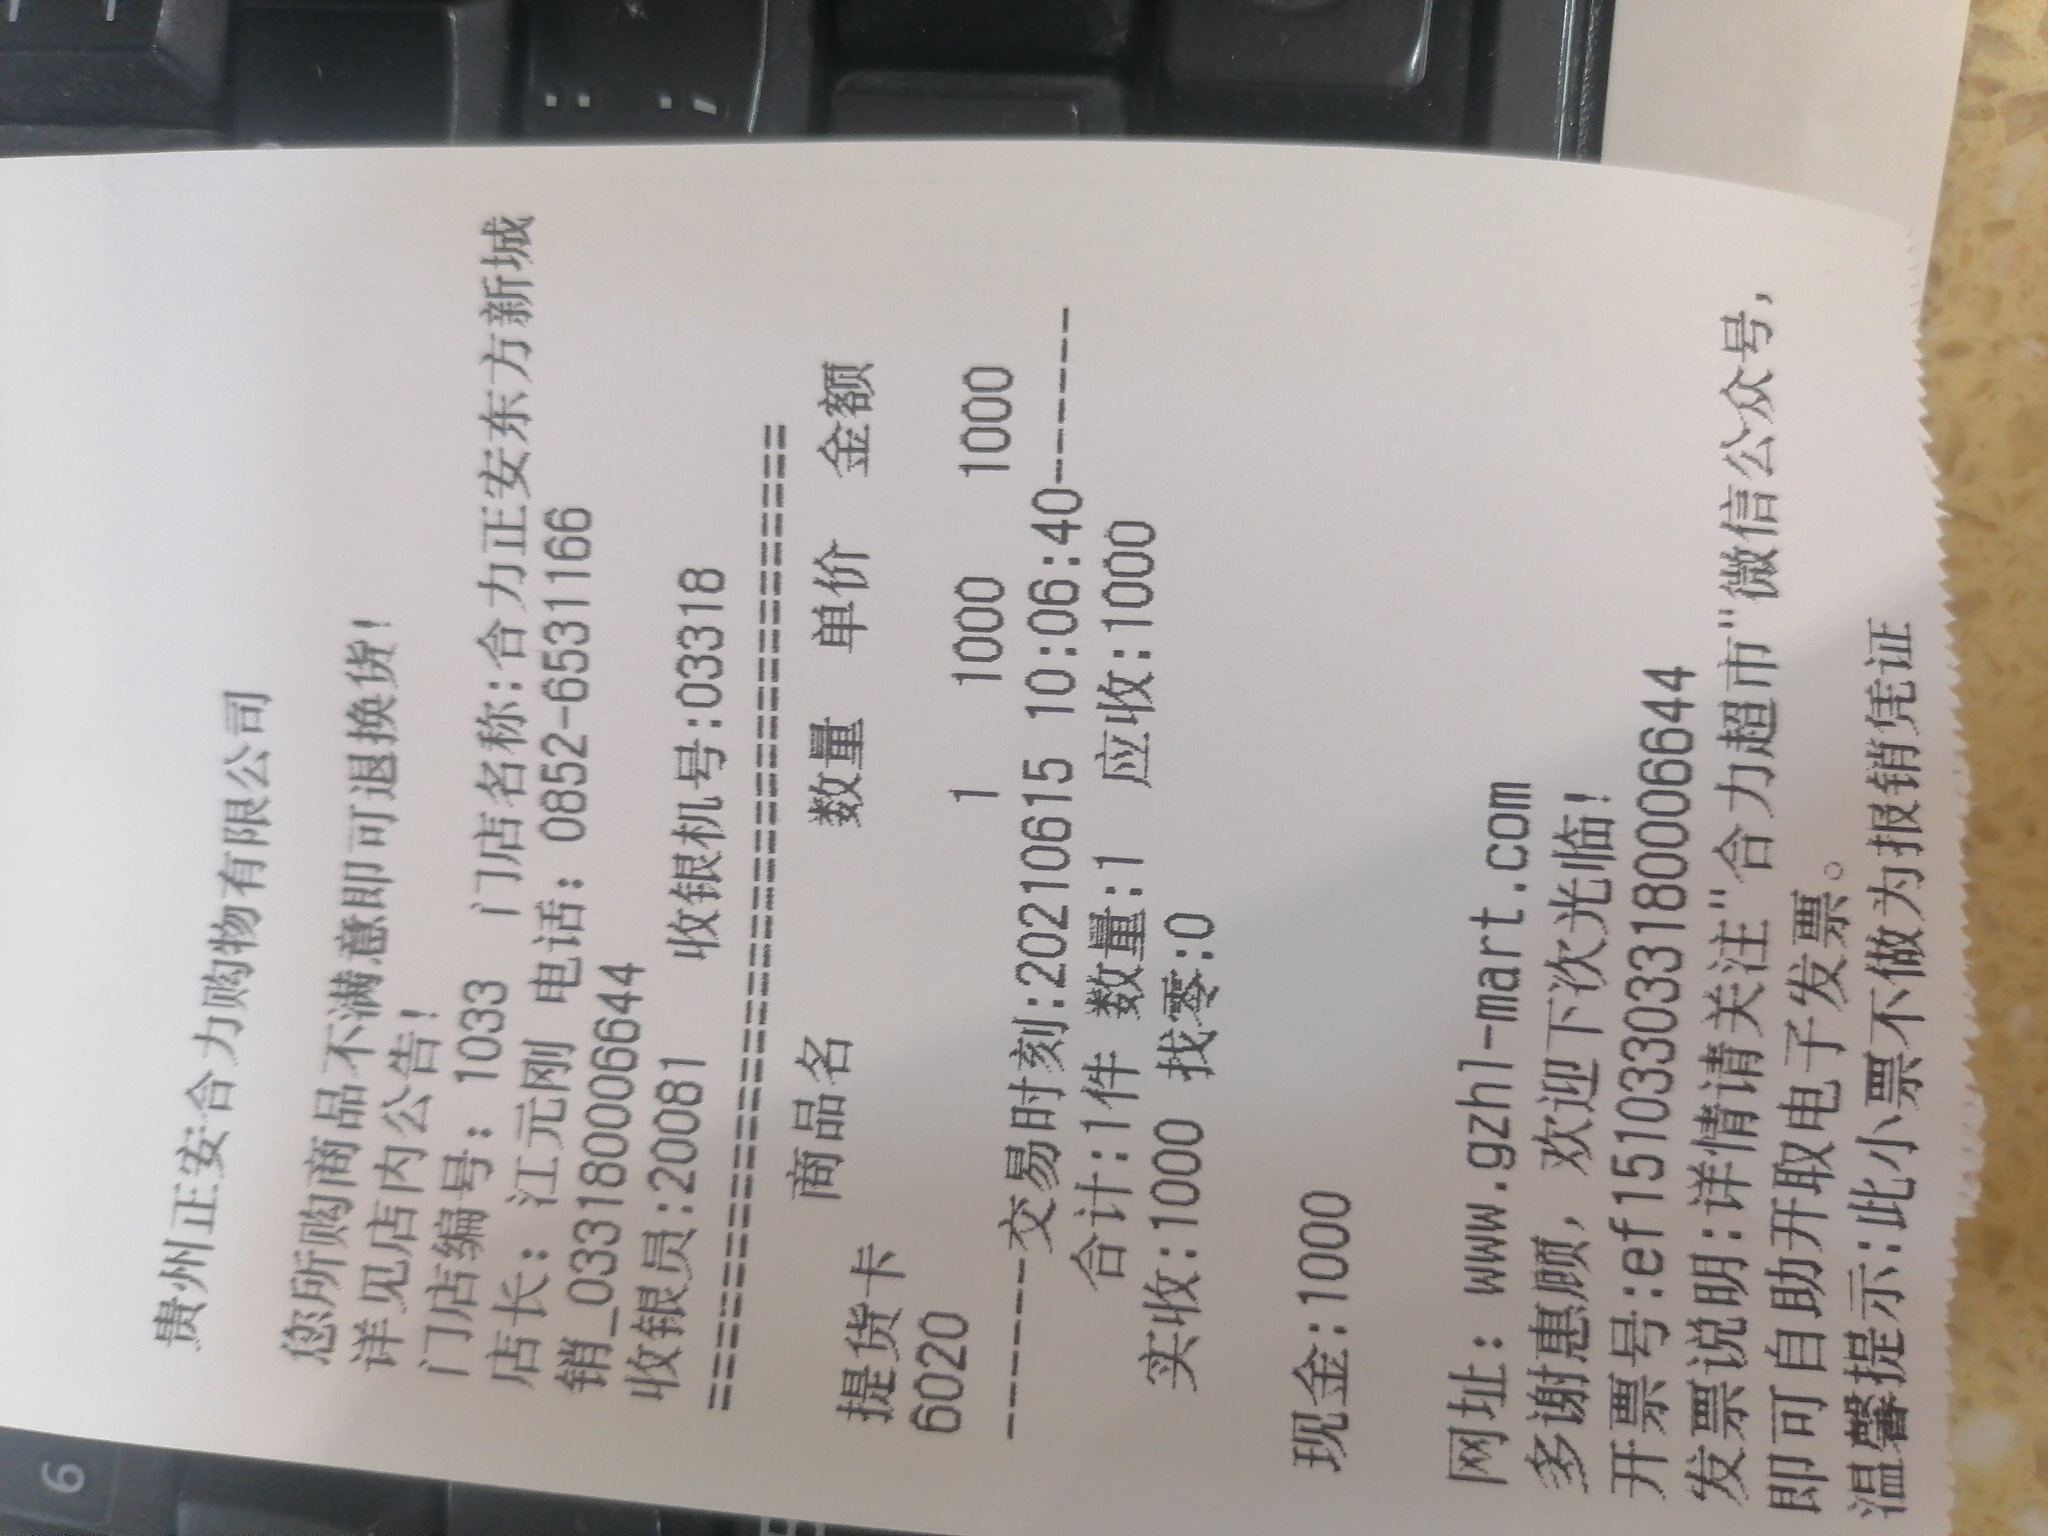 贵州正安合力购物有限公司
您所购商品不满意即可退换货!
详见店内公告!
门店编号: 1033 门店名称:合力正安东方新城
店长: 江元刚 电话: 0852-6531166
销_033180006644
收银员:20081 收银机号:03318
==========================================
商品名 数量 单价 金额
提货卡
6020 1 1000 1000
--------交易时刻:20210615 10:06:40--------
合计:1件 数量:1 应收:1000
实收:1000 找零:0
现金:1000
网址: www.gzhl-mart.com
多谢惠顾, 欢迎下次光临!
开票号:ef151033033180006644
发票说明:详情请关注"合力超市"微信公众号,
即可自助开取电子发票。
温馨提示:此小票不做为报销凭证
6